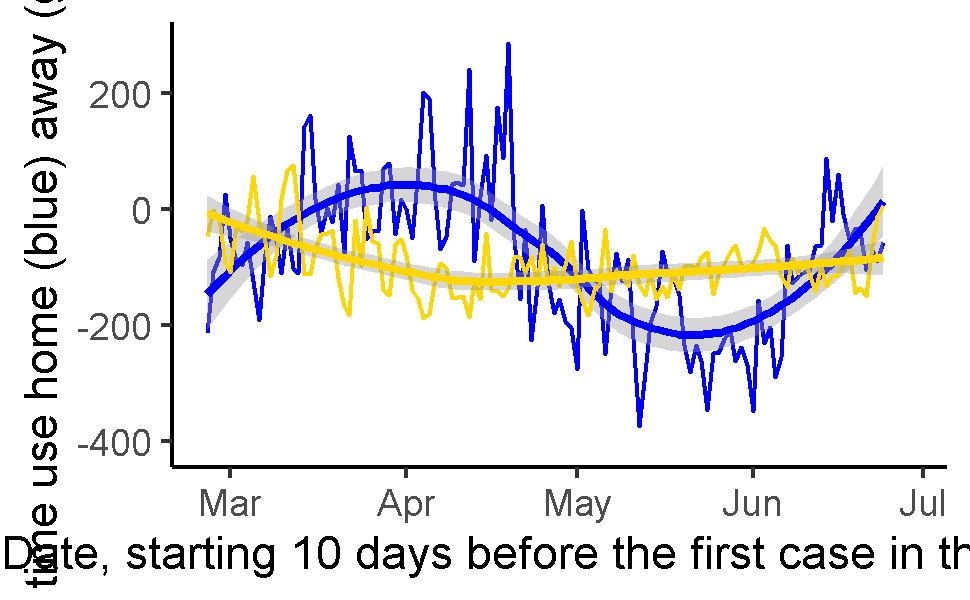 time use home (blue) away (
200
0
-200
-400
Mar Apr May Jun Jul
Date, starting 10 days before the first case in th